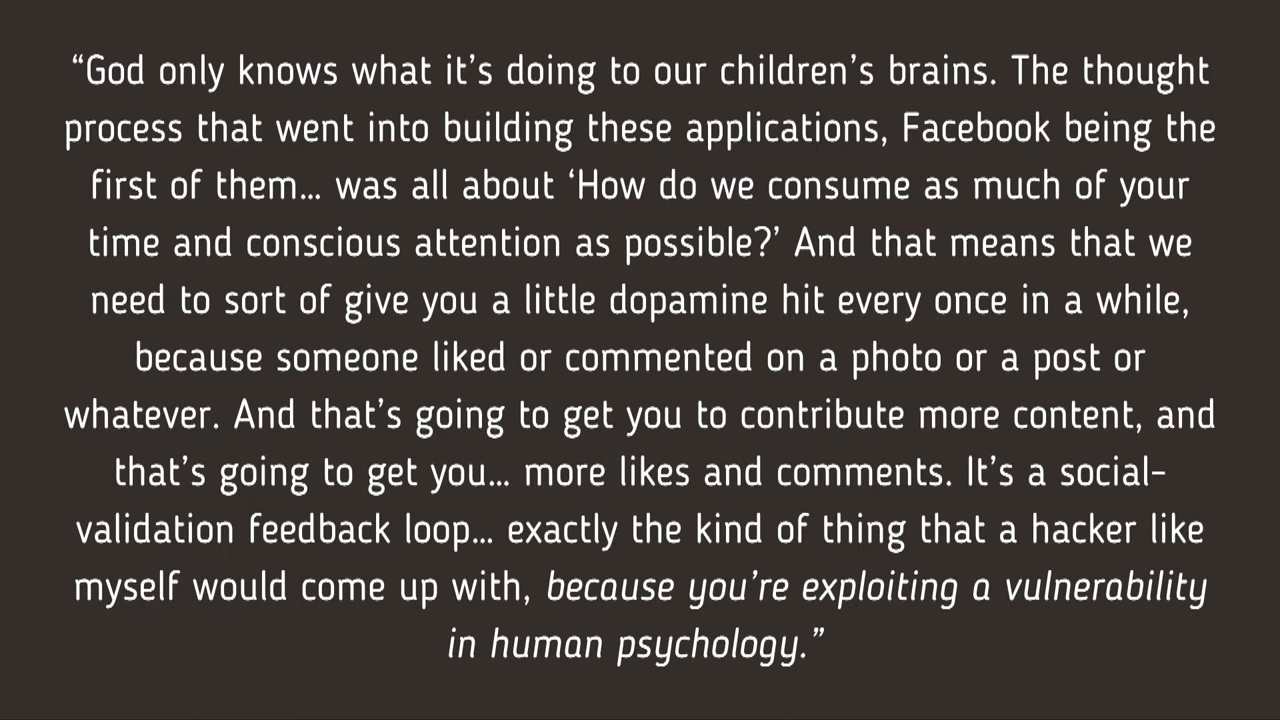 “God only knows what it’s doing to our children’s brains. The thought
process that went into building these applications, Facebook being the
first of them… was all about ‘How do we consume as much of your
time and conscious attention as possible?’ And that means that we
need to sort of give you a little dopamine hit every once in a while,
because someone liked or commented on a photo or a post or
whatever. And that’s going to get you to contribute more content, and
that’s going to get you… more likes and comments. It’s a social-
validation feedback loop… exactly the kind of thing that a hacker like
myself would come up with, because you’re exploiting a vulnerability
in human psychology.”